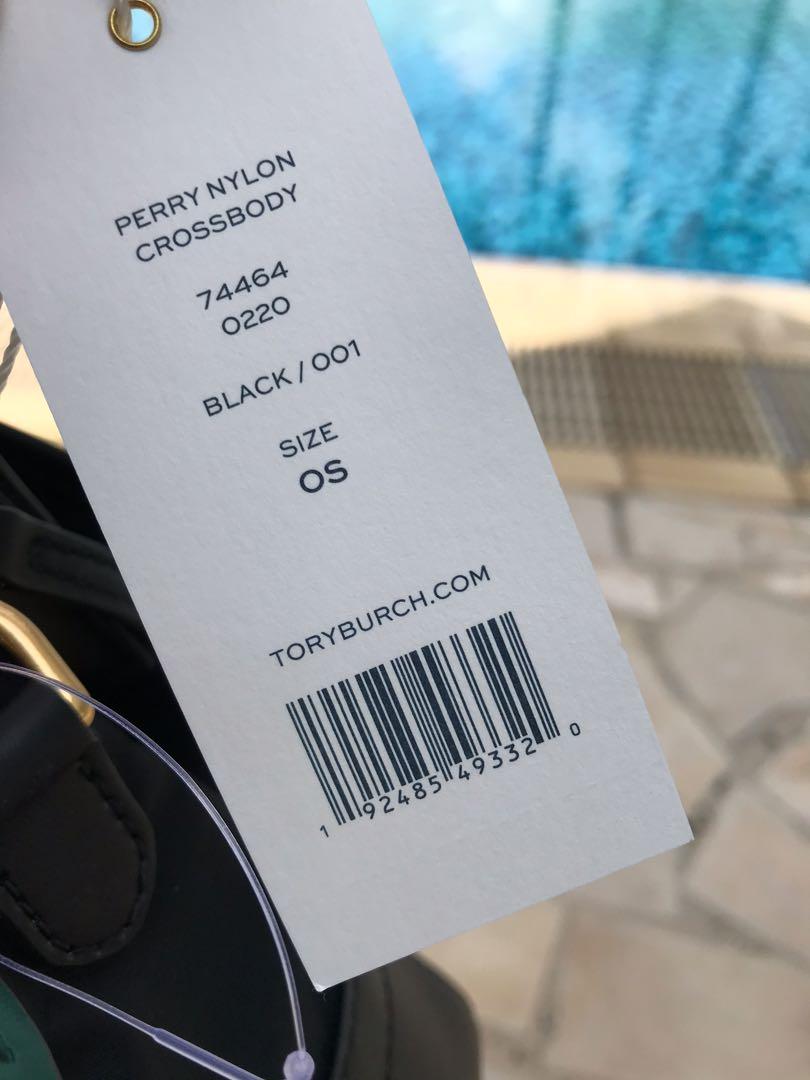 PERRY NYLON
CROSSBODY
74464
0220
BLACK / 001
SIZE
OS
TORYBURCH.COM
1 92485 49332 0